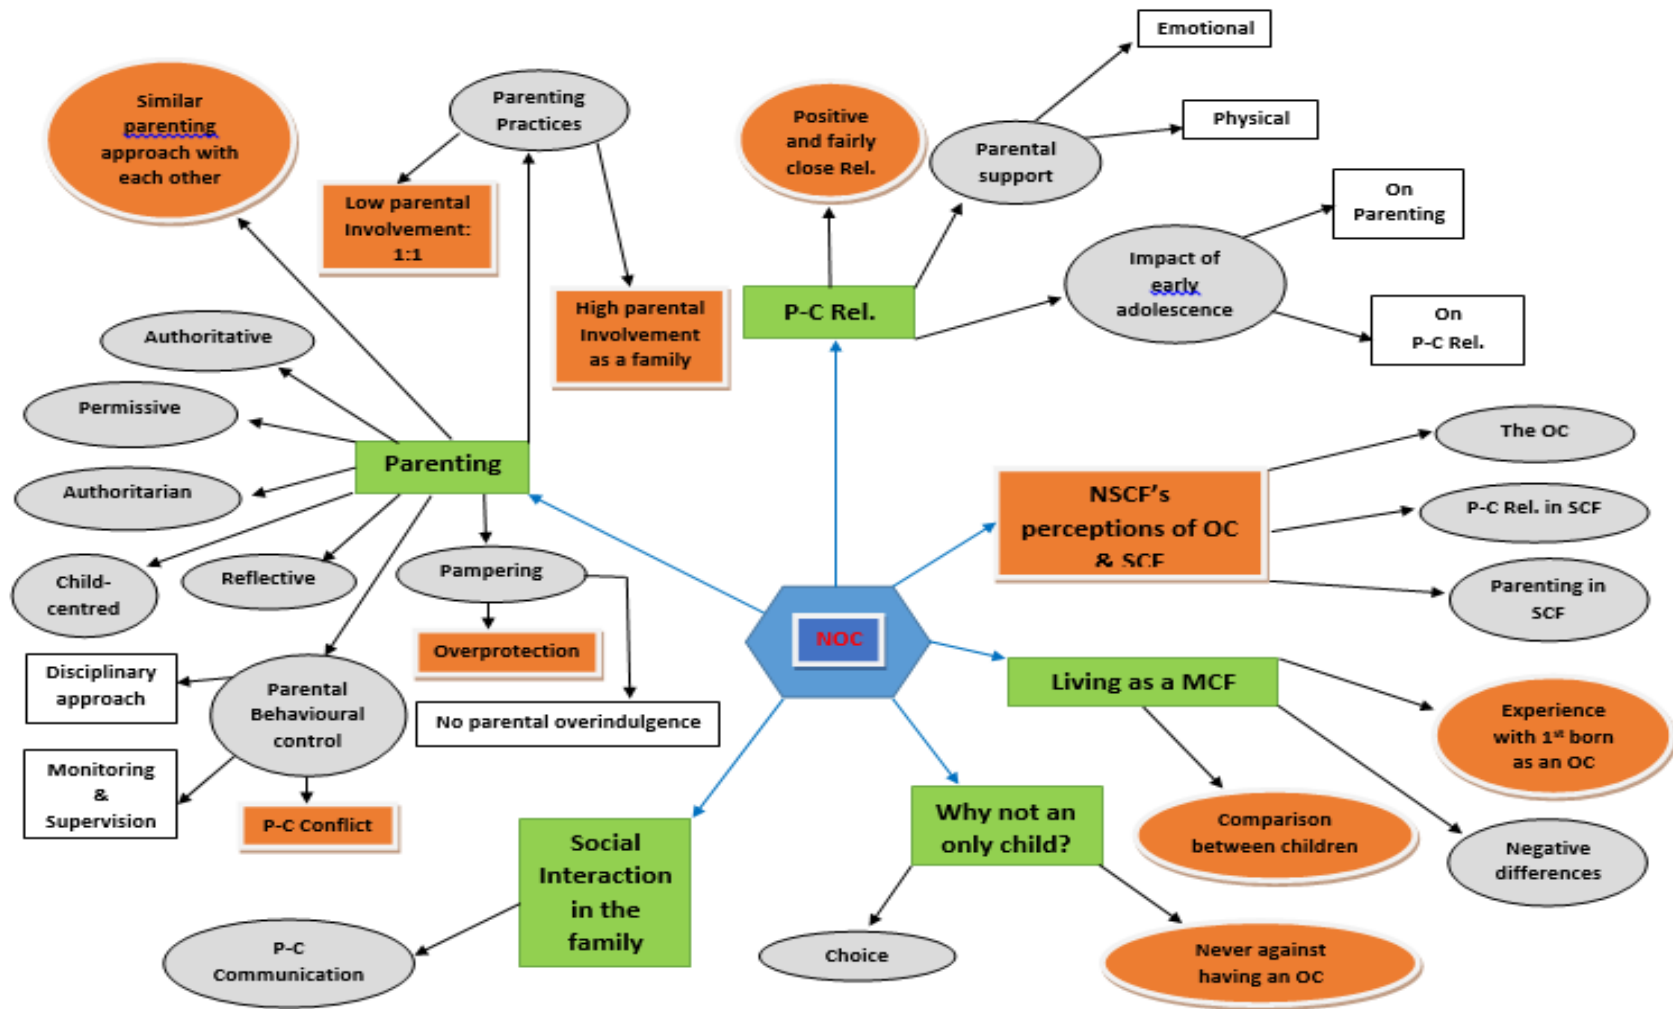 Emotional
Similar
parenting
approach with
each other
Parenting
Practices
Positive
and fairly
close Rel.
Physical
Parental
support
Low parental
Involvement:
1:1
On
Parenting
Impact of
early
adolescence
High parental
Involvement
as a family
P-C Rel.
On
P-C Rel.
Authoritative
Permissive
Parenting
Authoritarian
The OC
NSCF's
perceptions of OC
& SCF
P-C Rel. in SCF
Child-
centred
Reflective
Pampering
Parenting in
SCF
Overprotection
NOC
Disciplinary
approach
Parental
Behavioural
control
No parental overindulgence
Living as a MCF
Experience
with 1st born
as an OC
Monitoring
&
Supervision
P-C Conflict
Social
Interaction
in the
family
Why not an
only child?
Comparison
between children
Negative
differences
P-C
Communication
Choice
Never against
having an OC